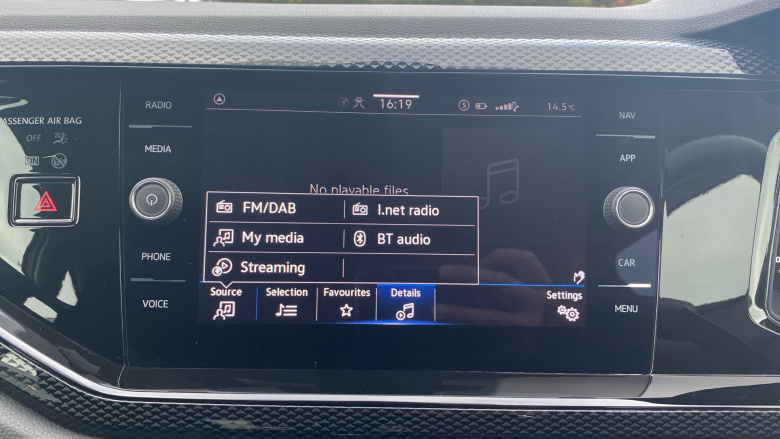 PASSENGER AIR BAG
OFF
ON
RADIO
MEDIA
PHONE
VOICE
16:19
14.5°C
No playable files
FM/DAB
I.net radio
My media
BT audio
Streaming
Source
Selection
Favourites
Details
Settings
NAV
APP
CAR
MENU